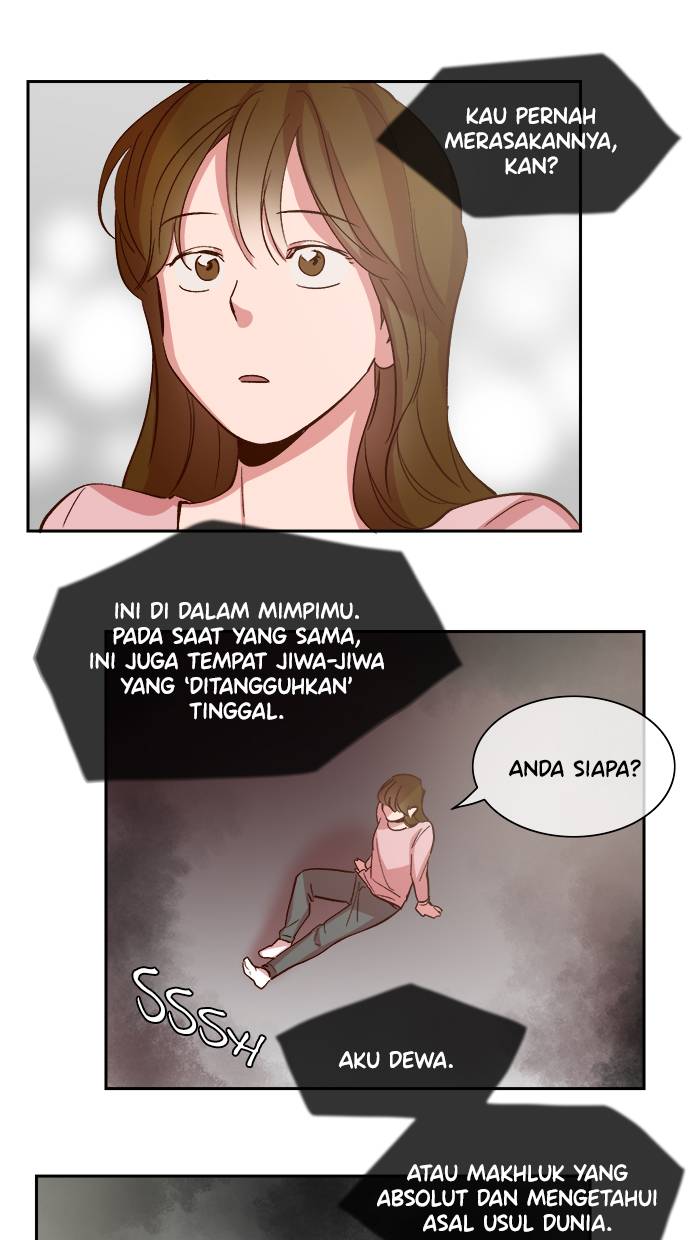 KAU PERNAH
MERASAKANNYA,
KAN?
INI DI DALAM MIMPIMU.
PADA SAAT YANG SAMA,
INI JUGA TEMPAT JIWA-JIWA
YANG ‘DITANGGUHKAN’
TINGGAL.
ANDA SIAPA?
SSSH
AKU DEWA.
ATAU MAKHLUK YANG
ABSOLUT DAN MENGETAHUI
ASAL USUL DUNIA.